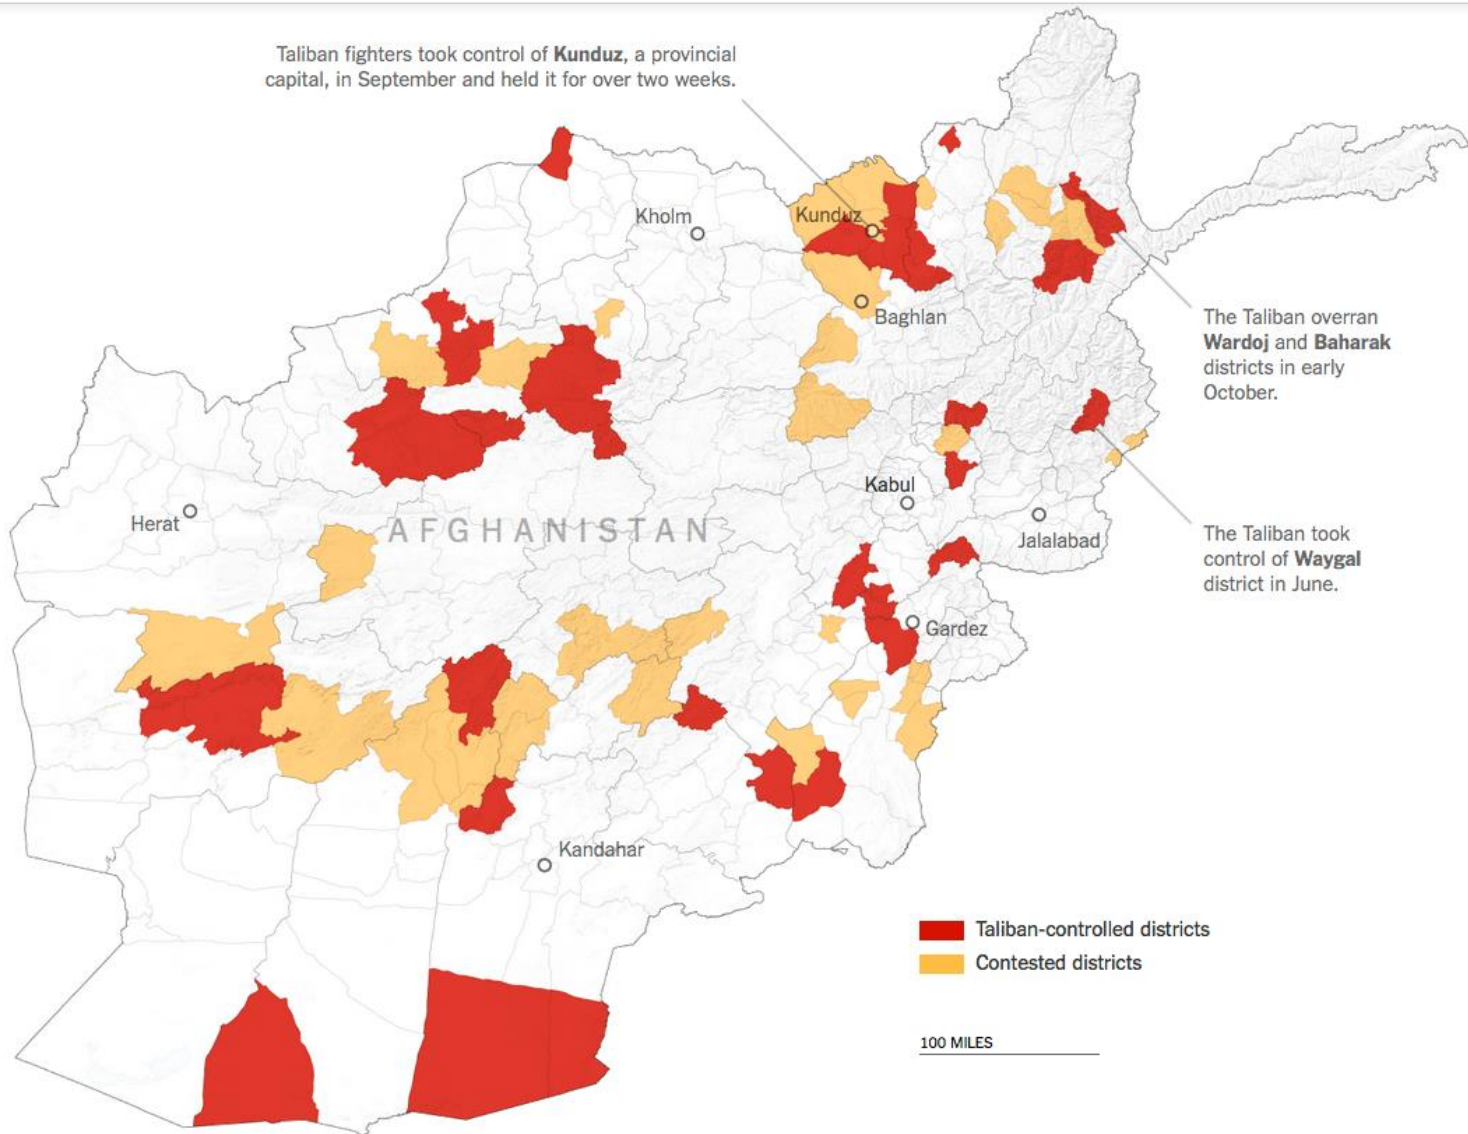 Taliban fighters took control of Kunduz, a provincial
capital, in September and held it for over two weeks.
Kholm
Kunduz
Baghlan
The Taliban overran
Wardoj and Baharak
districts in early
October.
Kabul
Herat
AFGHANISTAN
Jalalabad
The Taliban took
control of Waygal
district in June.
Gardez
Kandahar
Taliban-controlled districts
Contested districts
100 MILES